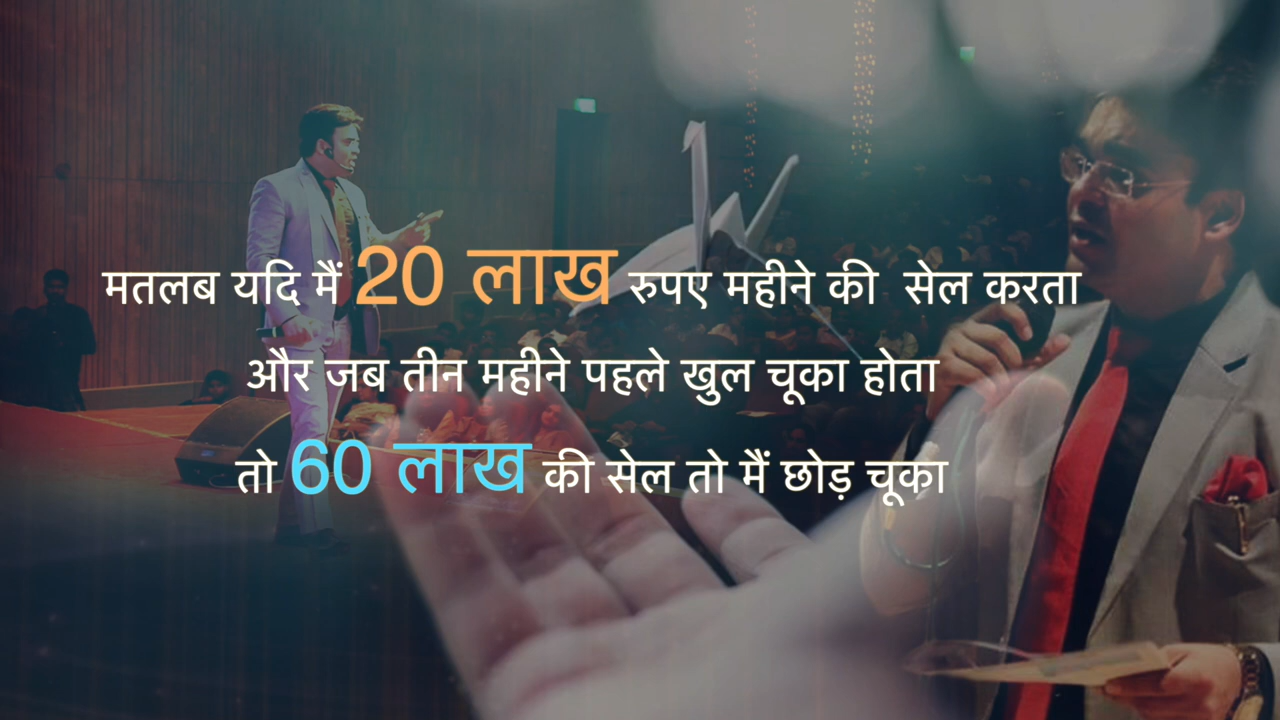 मतलब यदि मैं 20 लाख रुपए महीने की सेल करता
और जब तीन महीने पहले खुल चूका होता
तो 60 लाख की सेल तो मैं छोड़ चूका